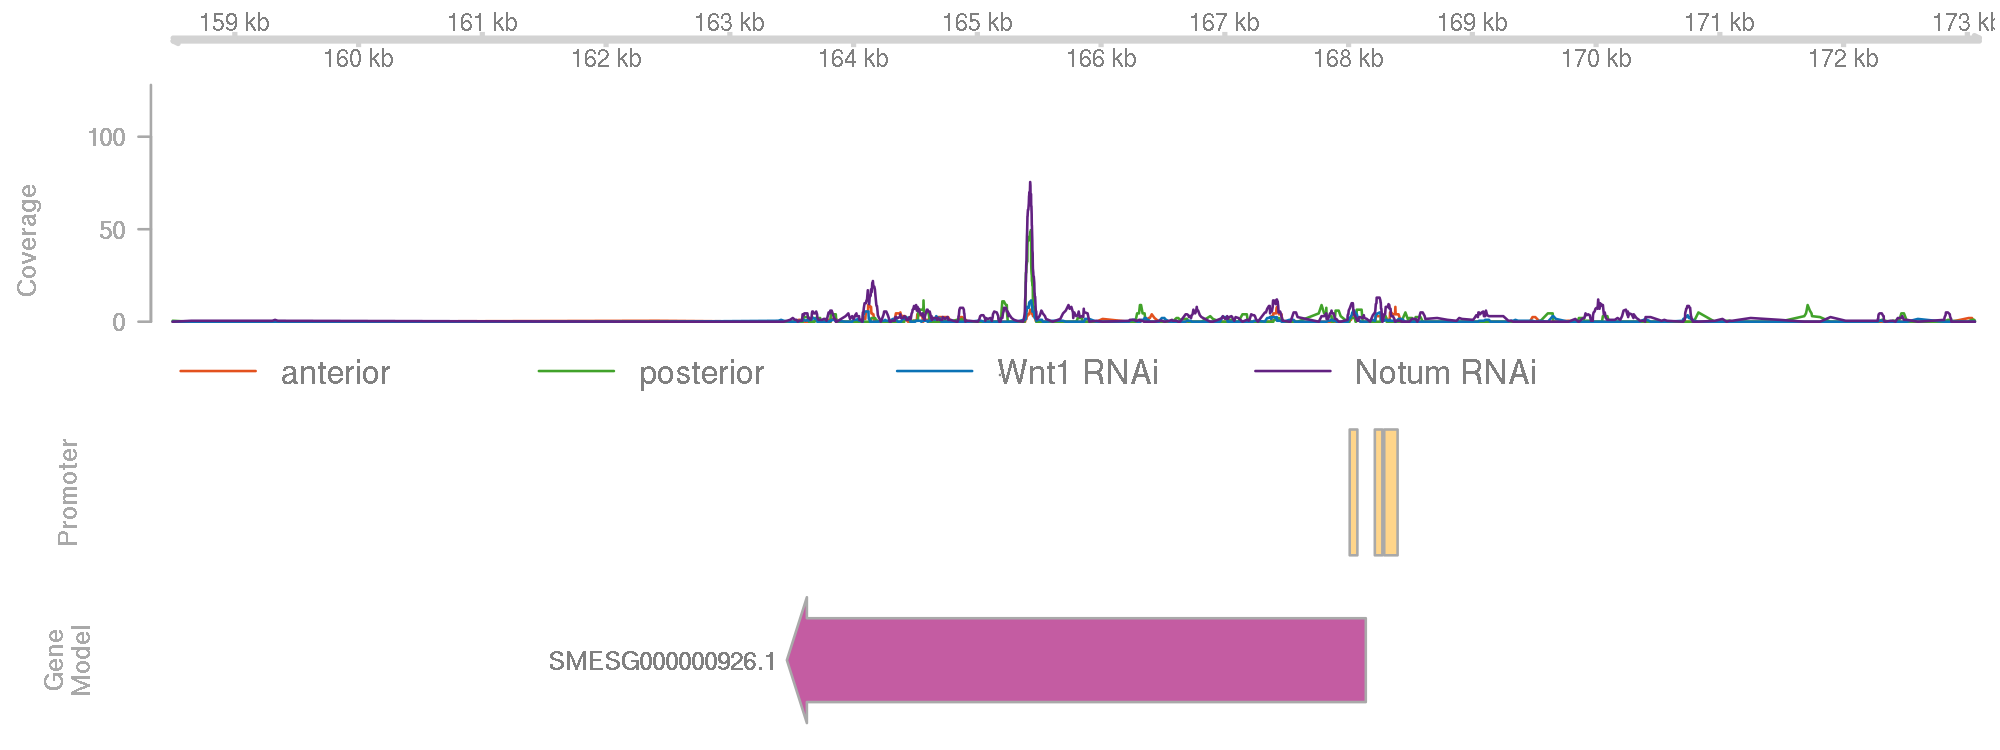 159 kb 161 kb 163 kb 165 kb 167 kb 169 kb 171 kb 173 kb
160 kb 162 kb 164 kb 166 kb 168 kb 170 kb 172 kb
Coverage
100
50
0
anterior posterior Wnt1 RNAi Notum RNAi
Promoter
Gene
Model
SMESG000000926.1